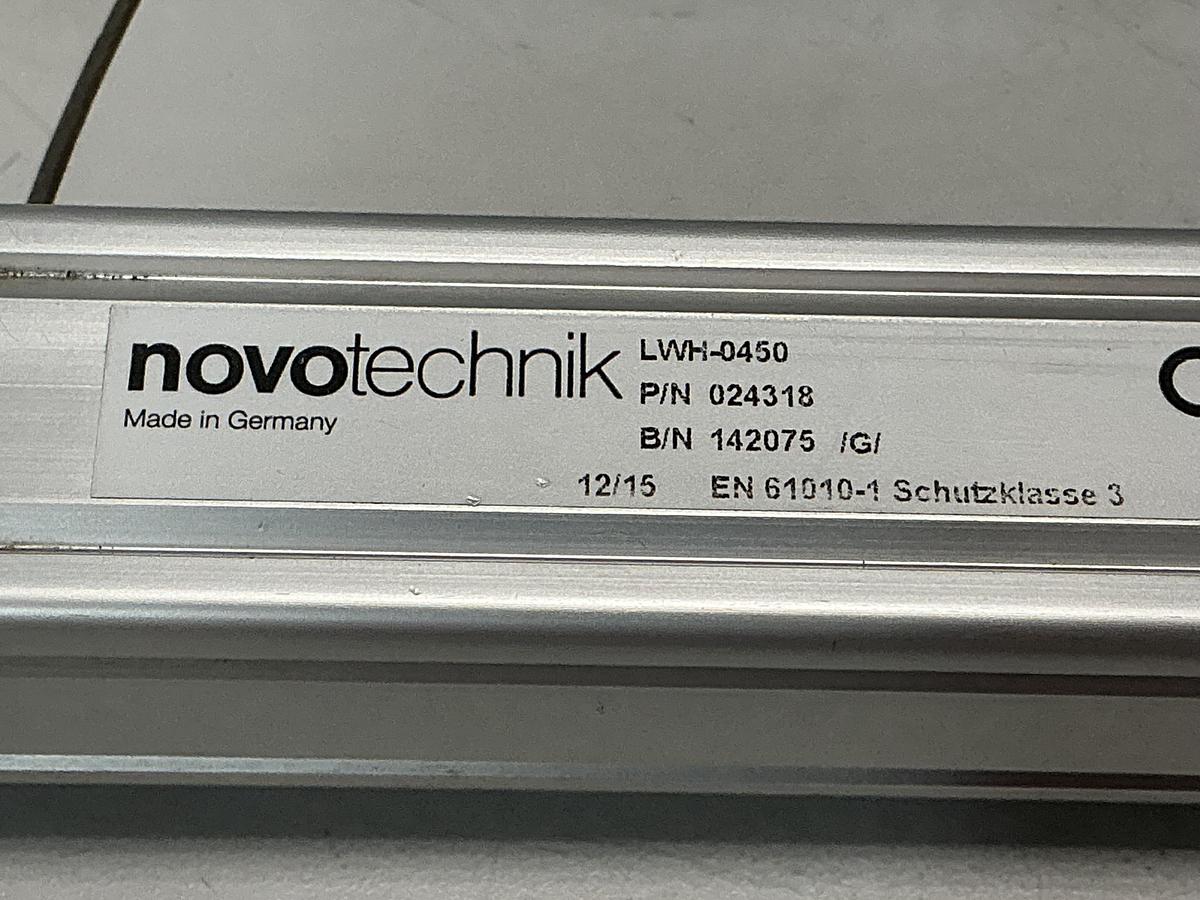 novotechnik
Made in Germany
LWH-0450
P/N 024318
B/N 142075 /G/
12/15 EN 61010-1 Schutzklasse 3